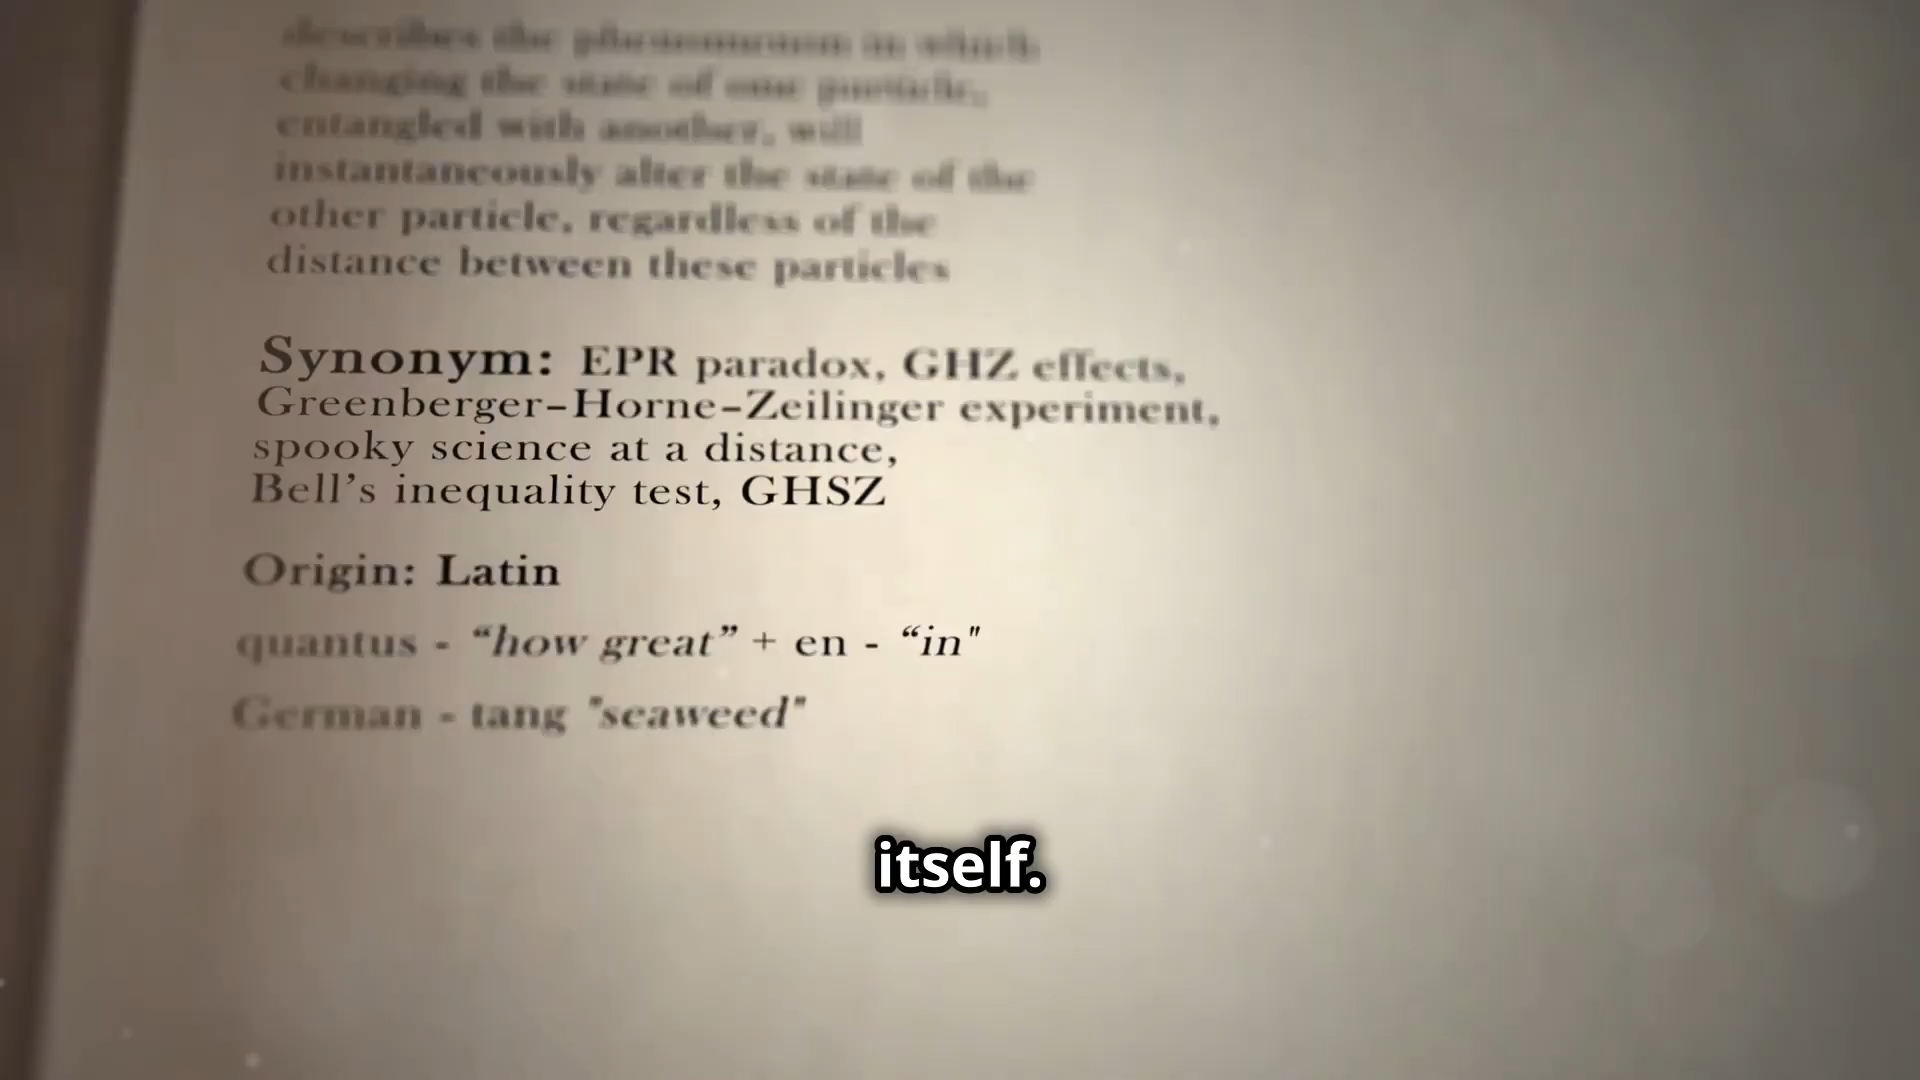 describes the phenomenon in which
changing the state of one particle,
entangled with another, will
instantaneously alter the state of the
other particle, regardless of the
distance between these particles
Synonym: EPR paradox, GHZ effects,
Greenberger–Horne–Zeilinger experiment,
spooky science at a distance,
Bell’s inequality test, GHSZ
Origin: Latin
quantus - “how great” + en - “in"
German - tang "seaweed"
itself.